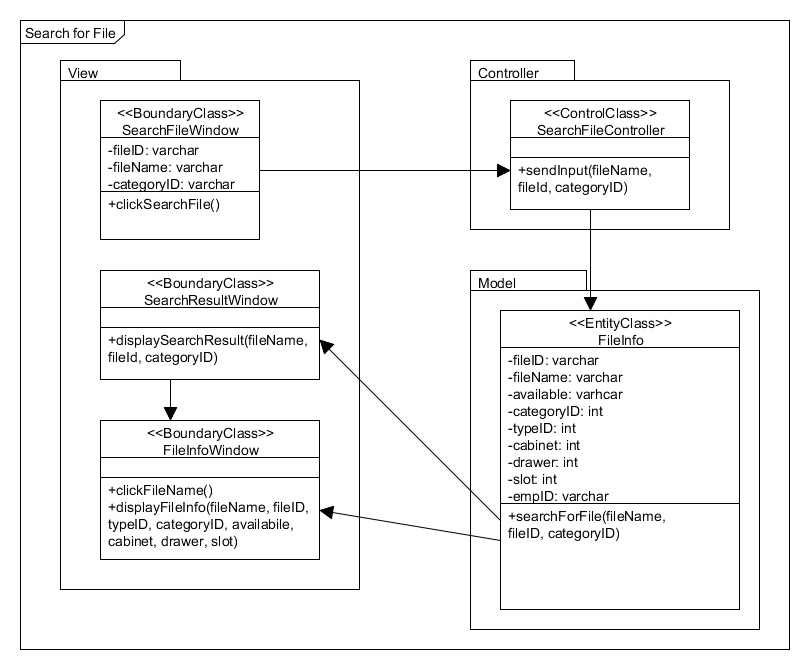 Search for File
View
<<BoundaryClass>>
SearchFileWindow
-fileID: varchar
-fileName: varchar
-categoryID: varchar
+clickSearchFile()
<<BoundaryClass>>
SearchResultWindow
+displaySearchResult(fileName,
fileId, categoryID)
<<BoundaryClass>>
FileInfoWindow
+clickFileName()
+displayFileInfo(fileName, fileID,
typeID, categoryID, availabile,
cabinet, drawer, slot)
Controller
<<ControlClass>>
SearchFileController
+sendInput(fileName,
fileId, categoryID)
Model
<<EntityClass>>
FileInfo
-fileID: varchar
-fileName: varchar
-available: varhcar
-categoryID: int
-typeID: int
-cabinet: int
-drawer: int
-slot: int
-empID: varchar
+searchForFile(fileName,
fileID, categoryID)